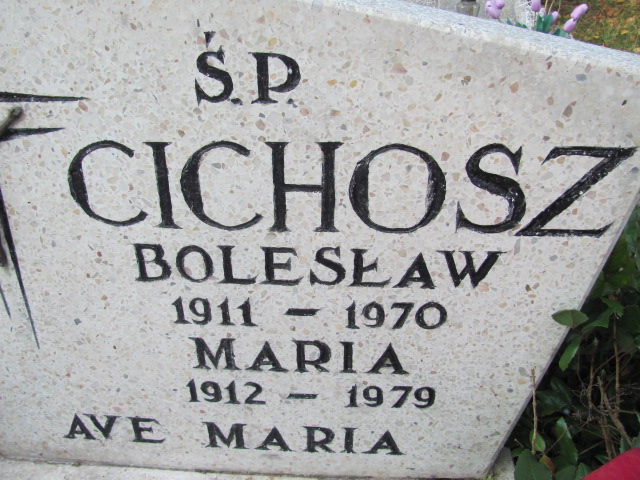 Ś.P.
CICHOSZ
BOLESŁAW
1911 – 1970
MARIA
1912 – 1979
AVE MARIA